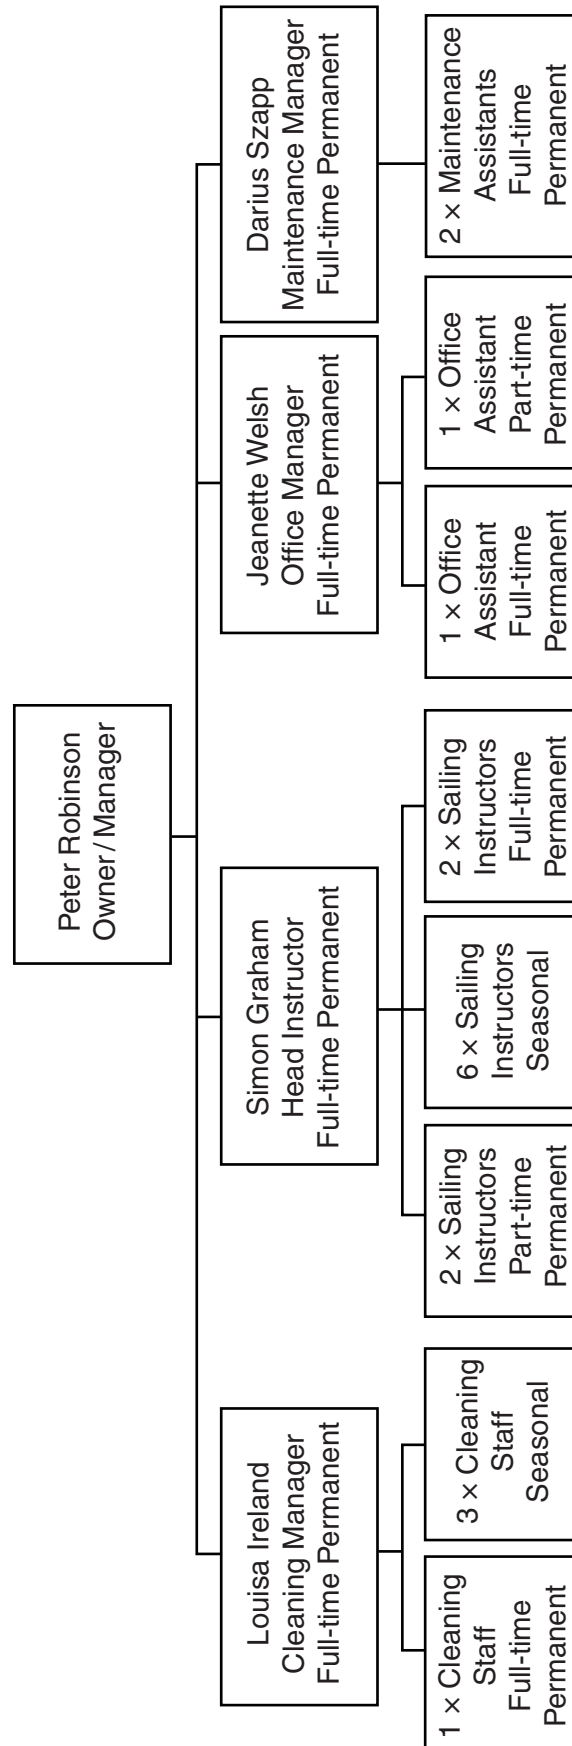 Peter Robinson
Owner / Manager
Louisa Ireland
Cleaning Manager
Full-time Permanent
Simon Graham
Head Instructor
Full-time Permanent
Jeanette Welsh
Office Manager
Full-time Permanent
Darius Szapp
Maintenance Manager
Full-time Permanent
1 × Cleaning
Staff
Full-time
Permanent
3 × Cleaning
Staff
Seasonal
2 × Sailing
Instructors
Part-time
Permanent
6 × Sailing
Instructors
Seasonal
2 × Sailing
Instructors
Full-time
Permanent
1 × Office
Assistant
Full-time
Permanent
1 × Office
Assistant
Part-time
Permanent
2 × Maintenance
Assistants
Full-time
Permanent